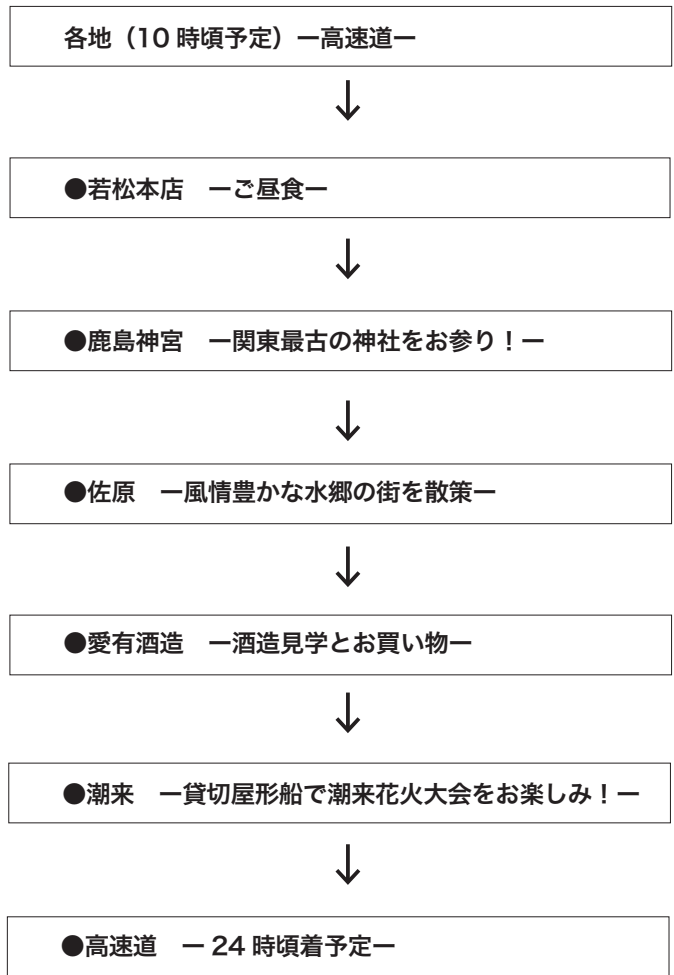 各地（10 時頃予定）ー高速道ー
↓
●若松本店　ーご昼食ー
↓
●鹿島神宮　ー関東最古の神社をお参り！ー
↓
●佐原　ー風情豊かな水郷の街を散策ー
↓
●愛有酒造　ー酒造見学とお買い物ー
↓
●潮来　ー貸切屋形船で潮来花火大会をお楽しみ！ー
↓
●高速道　ー 24 時頃着予定ー